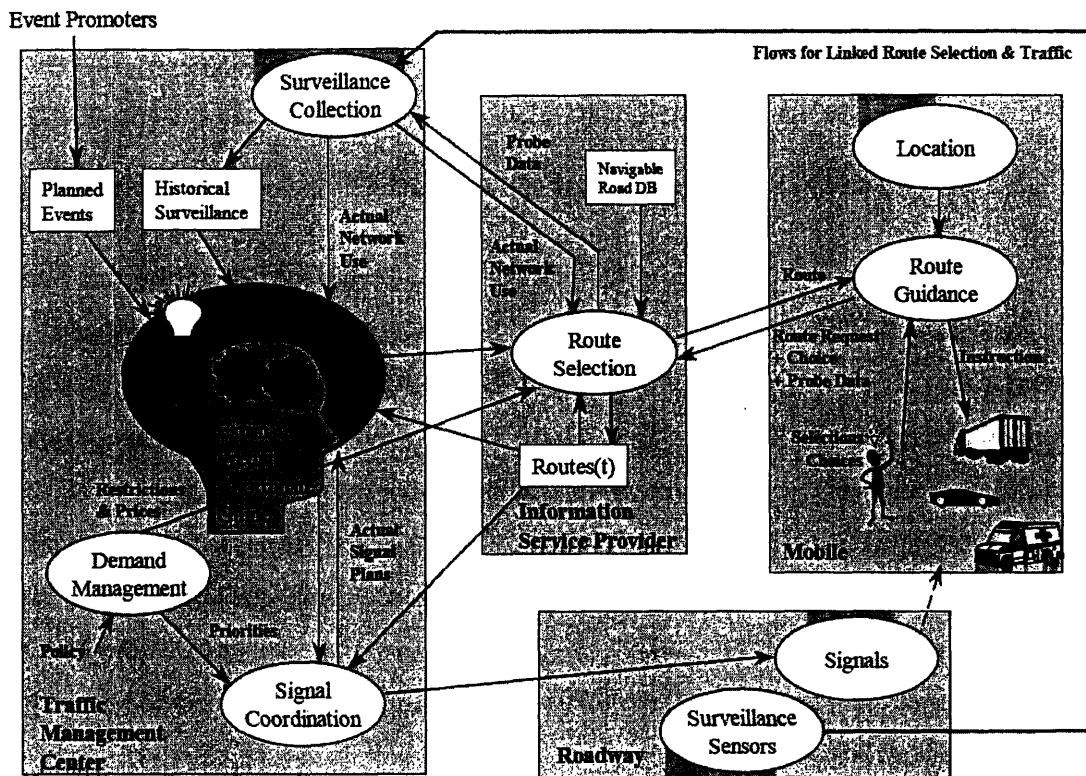 Event Promoters
Flows for Linked Route Selection & Traffic
Surveillance
Collection
Planned
Events
Historical
Surveillance
Actual
Network
Use
Probe
Data
Navigable
Road DB
Actual
Network
Use
Location
Route
Route
Guidance
Route
Selection
Route Request
+ Choice
+ Probe Data
Instruction
Selections
Choices
Routes(t)
Information
Service Provider
Mobile
Restrictions
& Prices
Actual
Signal
Plans
Demand
Management
Policy
Priorities
Signal
Coordination
Traffic
Management
Center
Signals
Surveillance
Sensors
Roadway